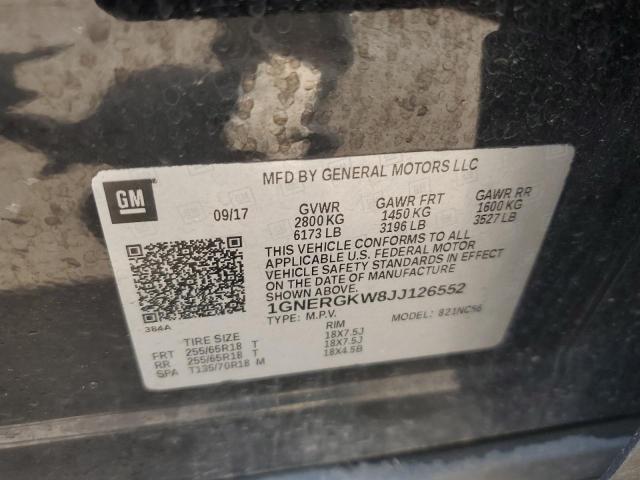 MFD BY GENERAL MOTORS LLC
GM
09/17
GVWR GAWR FRT GAWR RR
2800 KG 1450 KG 1600 KG
6173 LB 3196 LB 3527 LB
THIS VEHICLE CONFORMS TO ALL
APPLICABLE U.S. FEDERAL MOTOR
VEHICLE SAFETY STANDARDS IN EFFECT
ON THE DATE OF MANUFACTURE
SHOWN ABOVE.
1GNERGKW8JJ126552
384A
TYPE: M.P.V. MODEL: 821NC56
TIRE SIZE RIM
FRT 255/65R18 T 18X7.5J
RR 255/65R18 T 18X7.5J
SPA T135/70R18 M 18X4.5B